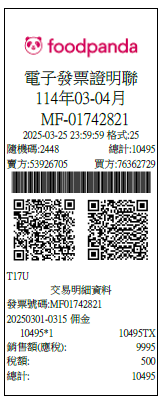 foodpanda
電子發票證明聯
114年03-04月
MF-01742821
2025-03-25 23:59:59 格式:25
隨機碼:2448 總計:10495
賣方:53926705 買方:76362729
T17U
交易明細資料
發票號碼:MF01742821
20250301-0315 佣金
10495*1 10495TX
銷售額(應稅): 9995
稅額: 500
總計: 10495